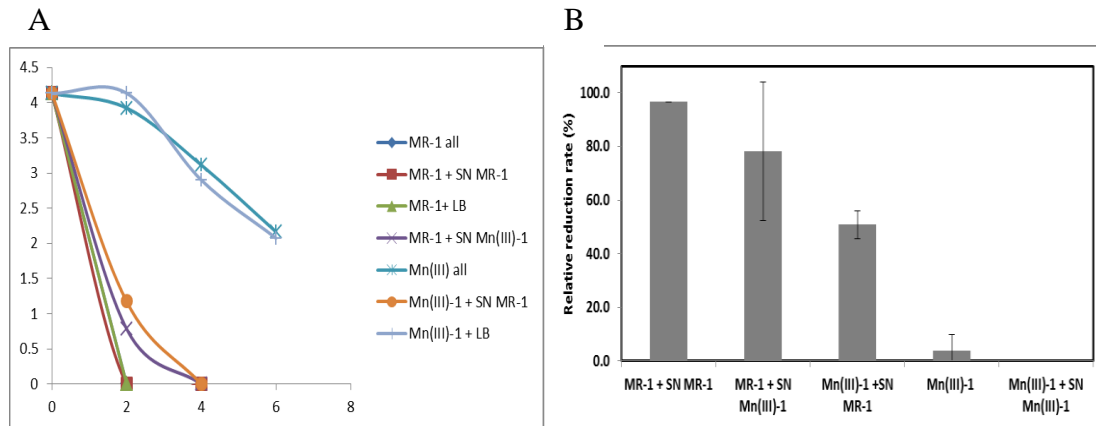 A
4.5
4
3.5
3
2.5
2
1.5
1
0.5
0
0
2
4
6
8
MR-1 all
MR-1 + SN MR-1
MR-1+ LB
MR-1 + SN Mn(III)-1
Mn(III) all
Mn(III)-1 + SN MR-1
Mn(III)-1 + LB
B
Relative reduction rate (%)
100.0
80.0
60.0
40.0
20.0
0.0
MR-1 + SN MR-1
MR-1 + SN
Mn(III)-1
Mn(III)-1 +SN
MR-1
Mn(III)-1
Mn(III)-1 + SN
Mn(III)-1